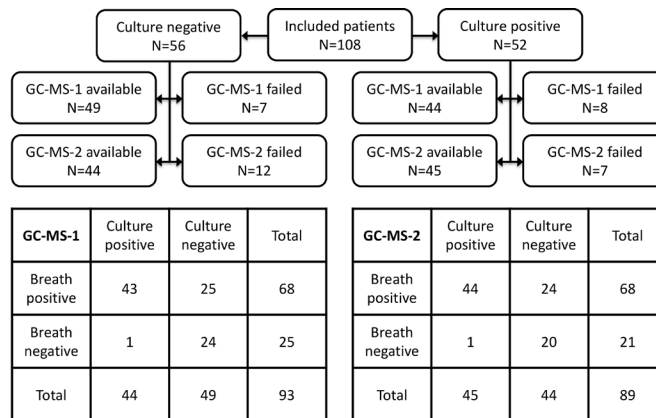 Culture negative
N=56
Included patients
N=108
Culture positive
N=52
GC-MS-1 available
N=49
GC-MS-1 failed
N=7
GC-MS-1 available
N=44
GC-MS-1 failed
N=8
GC-MS-2 available
N=44
GC-MS-2 failed
N=12
GC-MS-2 available
N=45
GC-MS-2 failed
N=7
GC-MS-1 Culture positive Culture negative Total
Breath positive 43 25 68
Breath negative 1 24 25
Total 44 49 93
GC-MS-2 Culture positive Culture negative Total
Breath positive 44 24 68
Breath negative 1 20 21
Total 45 44 89